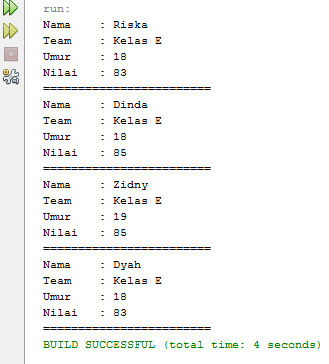 run:
Nama    : Riska
Team    : Kelas E
Umur    : 18
Nilai   : 83
========================
Nama    : Dinda
Team    : Kelas E
Umur    : 18
Nilai   : 85
========================
Nama    : Zidny
Team    : Kelas E
Umur    : 19
Nilai   : 85
========================
Nama    : Dyah
Team    : Kelas E
Umur    : 18
Nilai   : 83
========================
BUILD SUCCESSFUL (total time: 4 seconds)